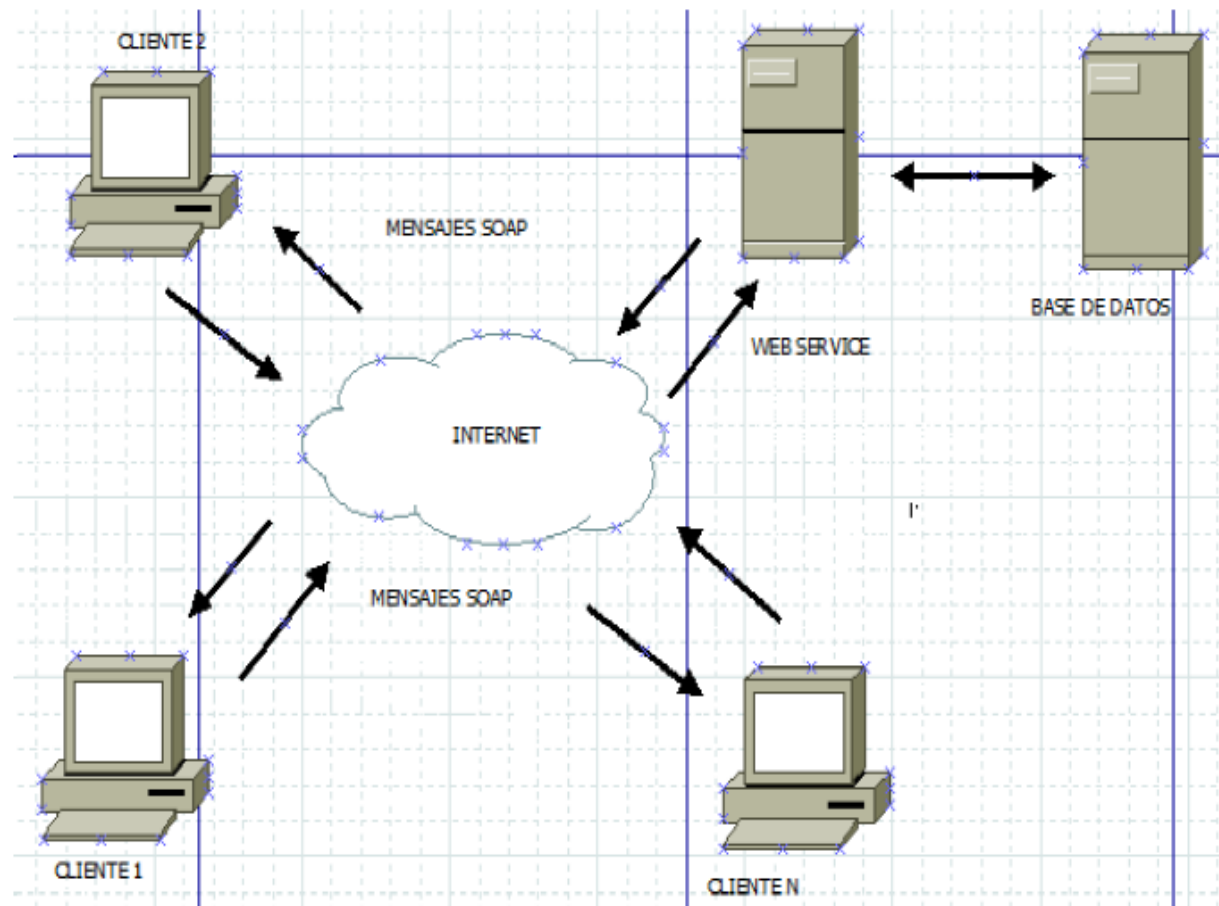 CLIENTE 2
MENSAJES SOAP
BASE DE DATOS
WEB SERVICE
INTERNET
MENSAJES SOAP
CLIENTE 1
CLIENTE N